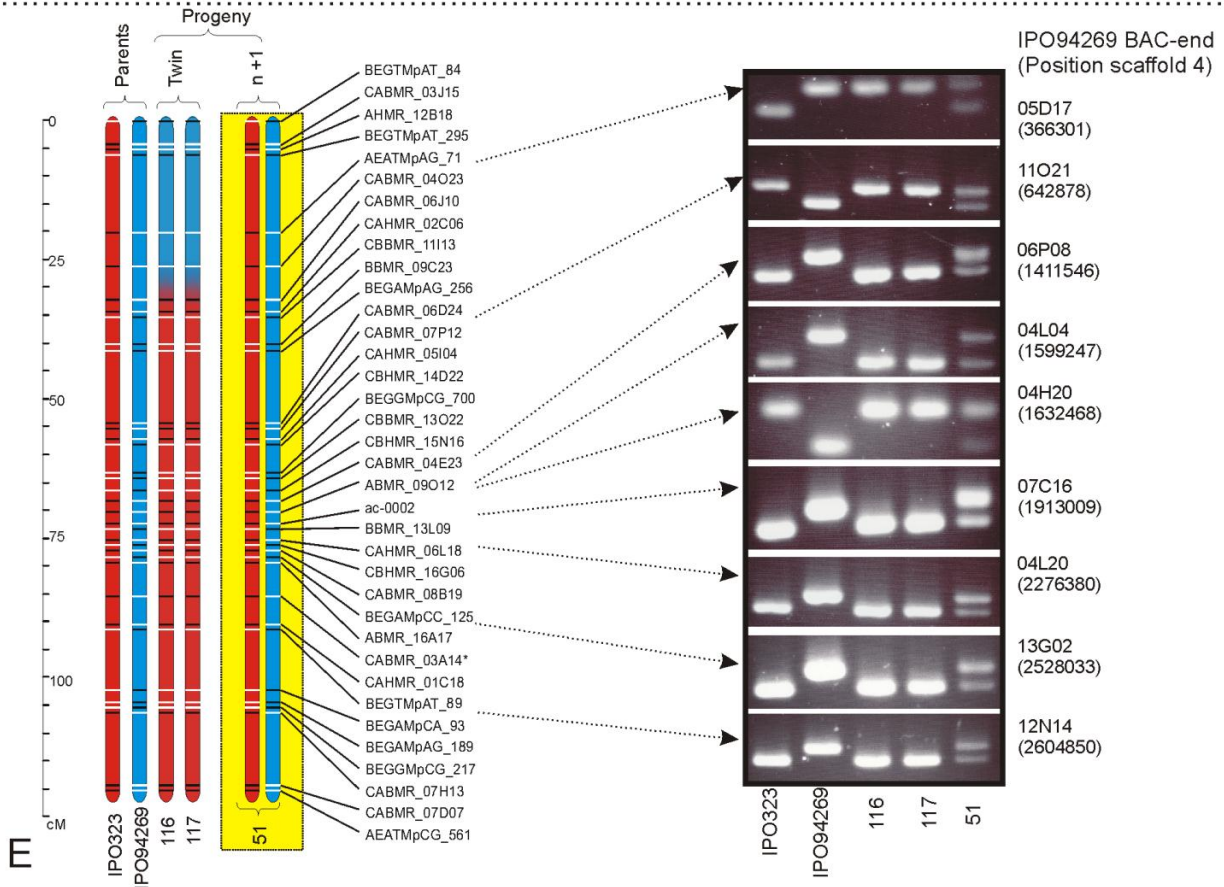 Progeny
Parents
Twin
n +1
0
25
50
75
100
cM
IPO323
IPO94269
116
117
51
E
BEGTMpAT_84
CABMR_03J15
AHMR_12B18
BEGTMpAT_295
AEATMpAG_71
CABMR_04O23
CABMR_06J10
CAHMR_02C06
CBBMR_11I13
BBMR_09C23
BEGAMpAG_256
CABMR_06D24
CABMR_07P12
CAHMR_05I04
CBHMR_14D22
BEGGMpCG_700
CBBMR_13O22
CBHMR_15N16
CABMR_04E23
ABMR_09O12
ac-0002
BBMR_13L09
CAHMR_06L18
CBHMR_16G06
CABMR_08B19
BEGAMpCC_125
ABMR_16A17
CABMR_03A14*
CAHMR_01C18
BEGTMpAT_89
BEGAMpCA_93
BEGAMpAG_189
BEGGMpCG_217
CABMR_07H13
CABMR_07D07
AEATMpCG_561
IPO94269 BAC-end
(Position scaffold 4)
05D17
(366301)
11O21
(642878)
06P08
(1411546)
04L04
(1599247)
04H20
(1632468)
07C16
(1913009)
04L20
(2276380)
13G02
(2528033)
12N14
(2604850)
IPO323
IPO94269
116
117
51